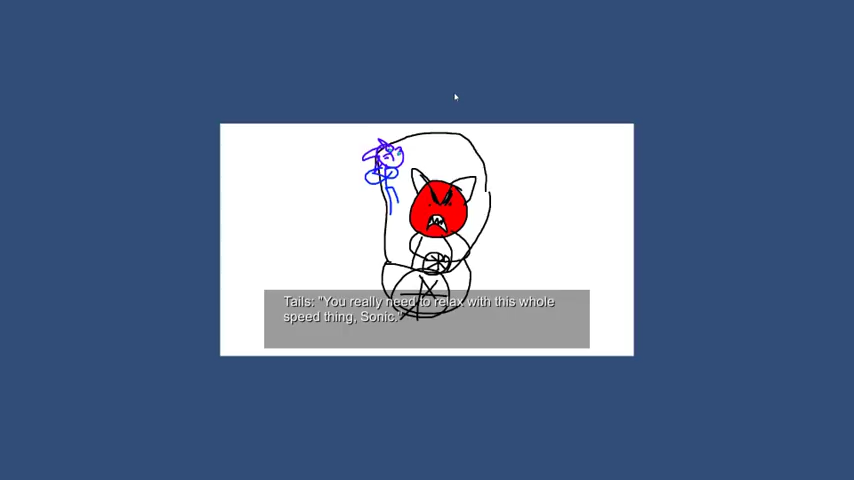 Tails: "You really need to relax with this whole
speed thing, Sonic."